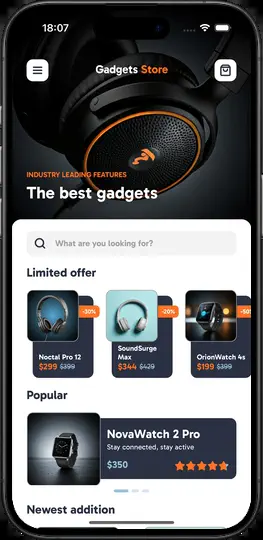 18:07
Gadgets Store
INDUSTRY LEADING FEATURES
The best gadgets
What are you looking for?
Limited offer
-30%
-20%
-50%
Noctal Pro 12
$299 $399
SoundSurge
Max
$344 $429
OrionWatch 4s
$199 $399
Popular
NovaWatch 2 Pro
Stay connected, stay active
$350
Newest addition